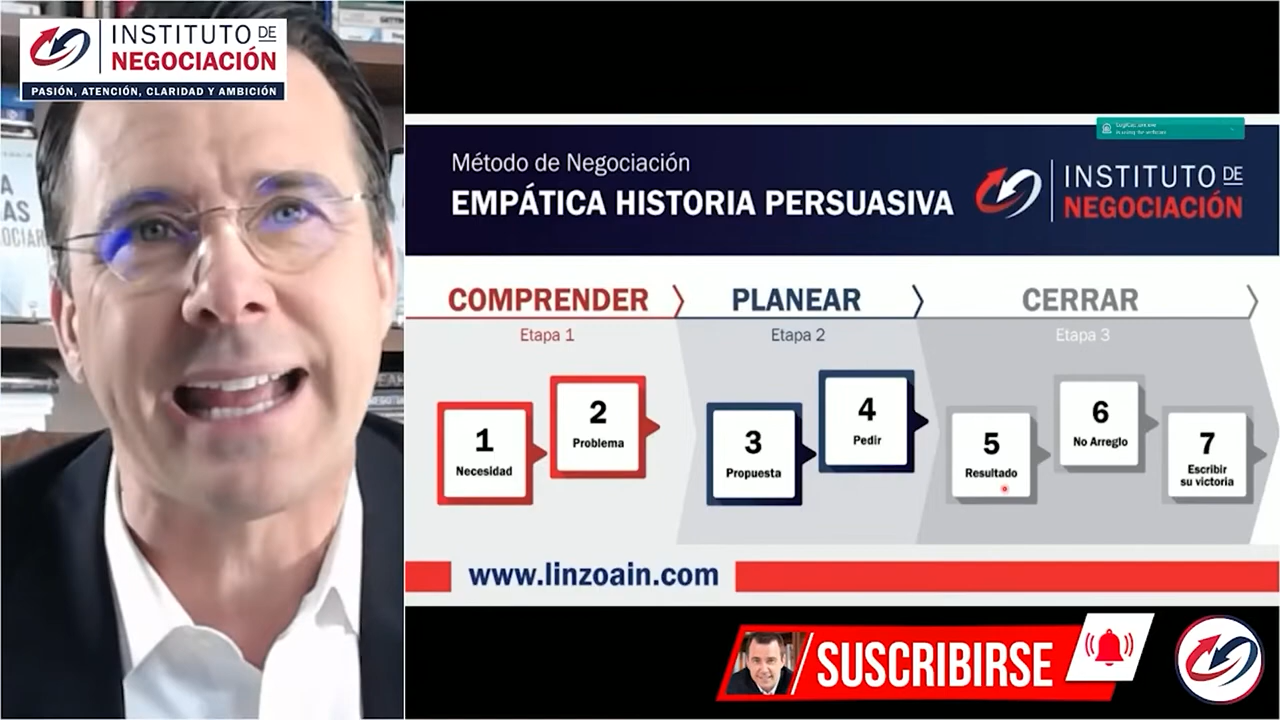 INSTITUTO DE
NEGOCIACIÓN
PASIÓN, ATENCIÓN, CLARIDAD Y AMBICIÓN
Método de Negociación
EMPÁTICA HISTORIA PERSUASIVA
INSTITUTO DE
NEGOCIACIÓN
COMPRENDER
PLANEAR
CERRAR
Etapa 1
Etapa 2
Etapa 3
1
Necesidad
2
Problema
3
Propuesta
4
Pedir
5
Resultado
6
No Arreglo
7
Escribir
su victoria
www.linzoain.com
SUSCRIBIRSE